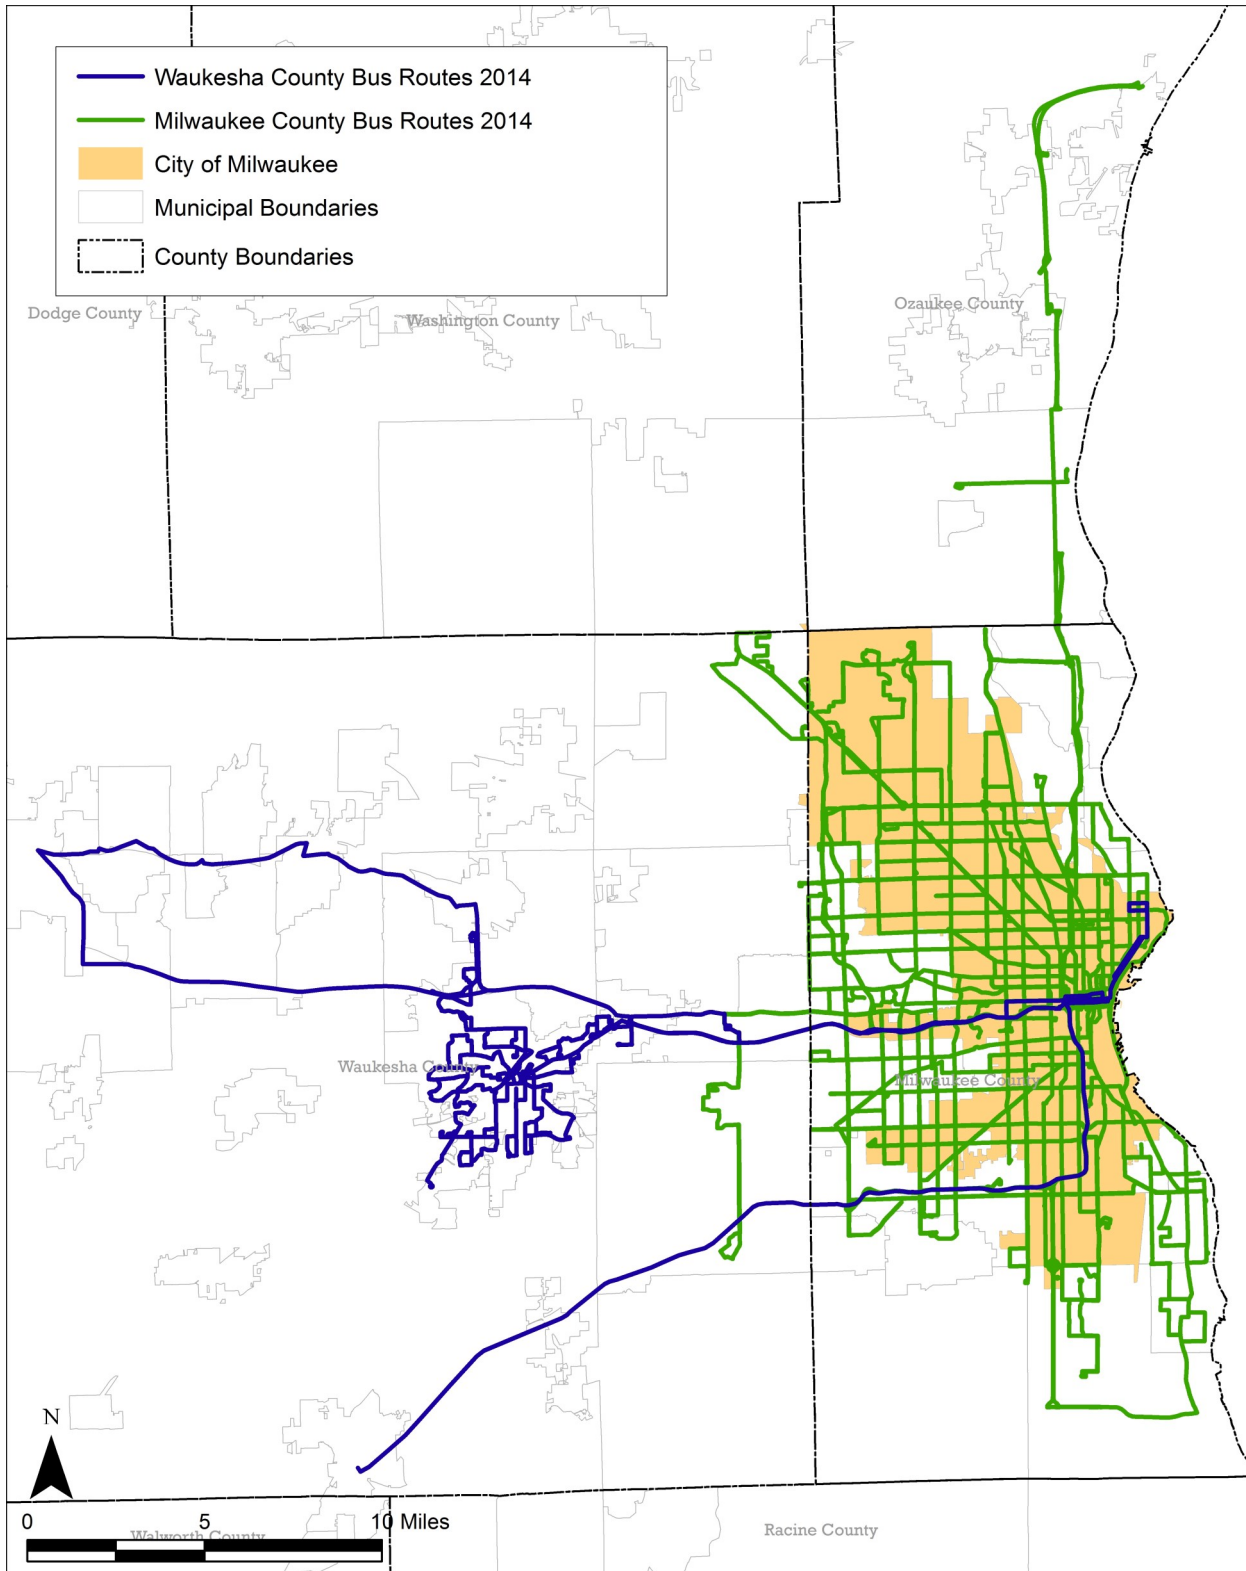 Waukesha County Bus Routes 2014
Milwaukee County Bus Routes 2014
City of Milwaukee
Municipal Boundaries
County Boundaries
Dodge County
Washington County
Ozaukee County
Waukesha County
Milwaukee County
N
0 5 10 Miles
Walworth County
Racine County